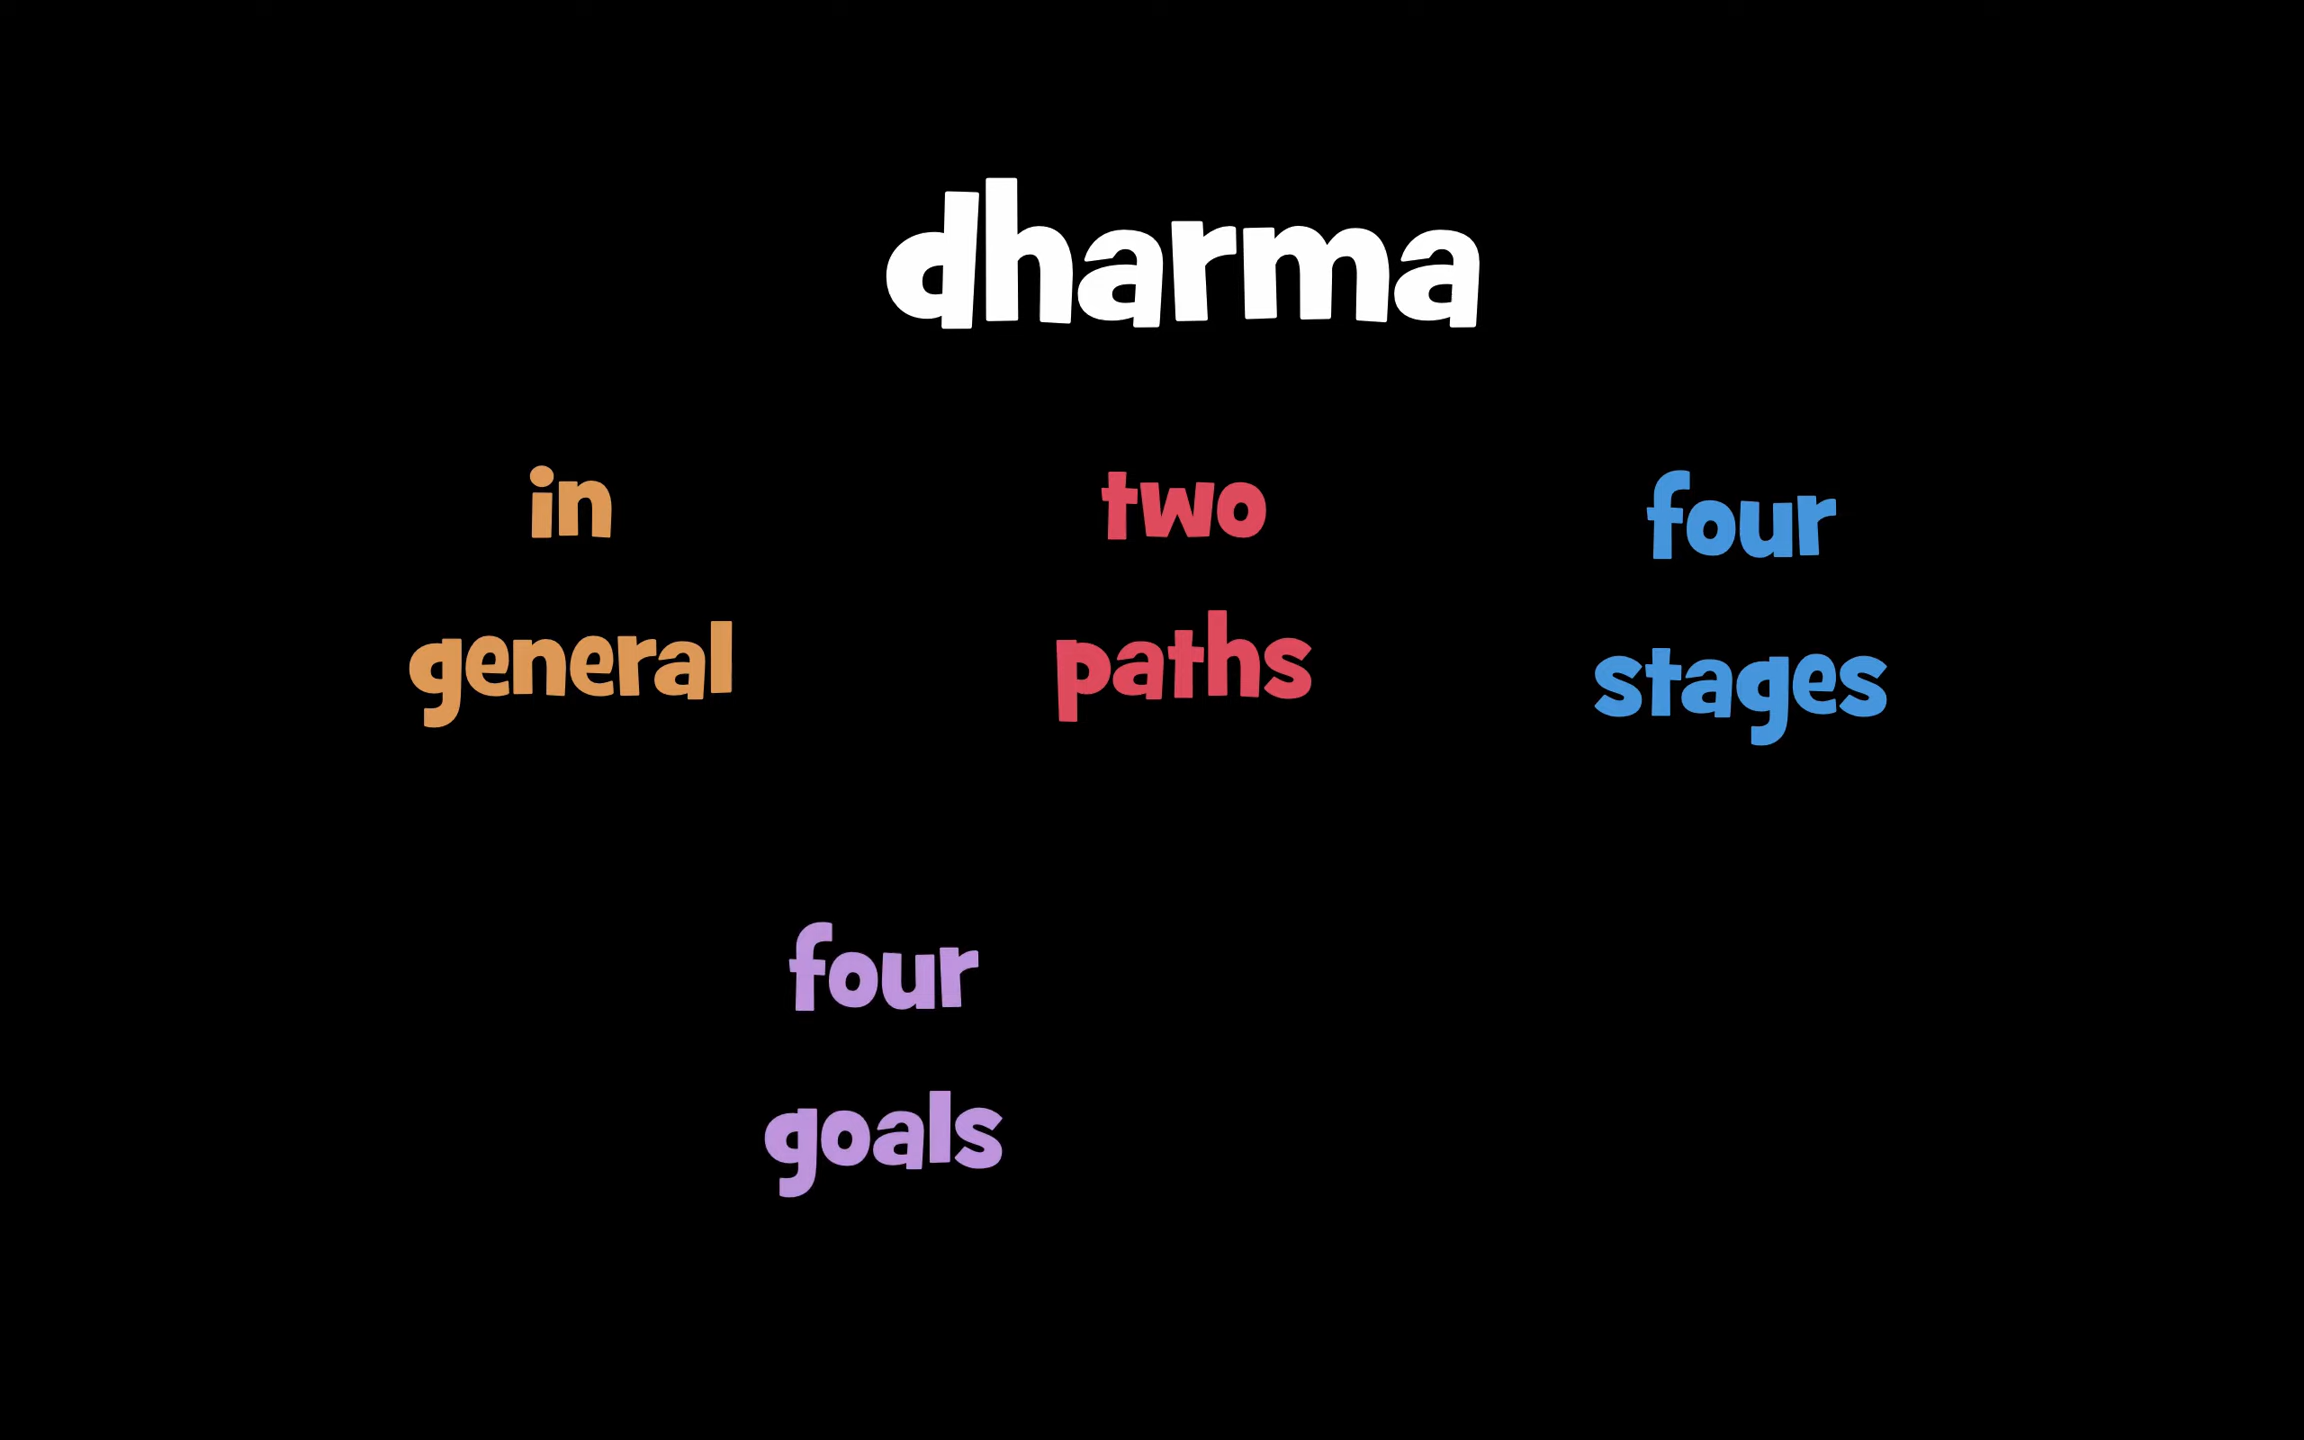 dharma
in
general
two
paths
four
stages
four
goals